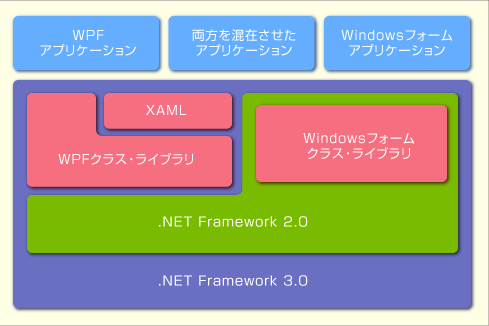 WPF
アプリケーション
両方を混在させた
アプリケーション
Windowsフォーム
アプリケーション
XAML
WPFクラス・ライブラリ
Windowsフォーム
クラス・ライブラリ
.NET Framework 2.0
.NET Framework 3.0